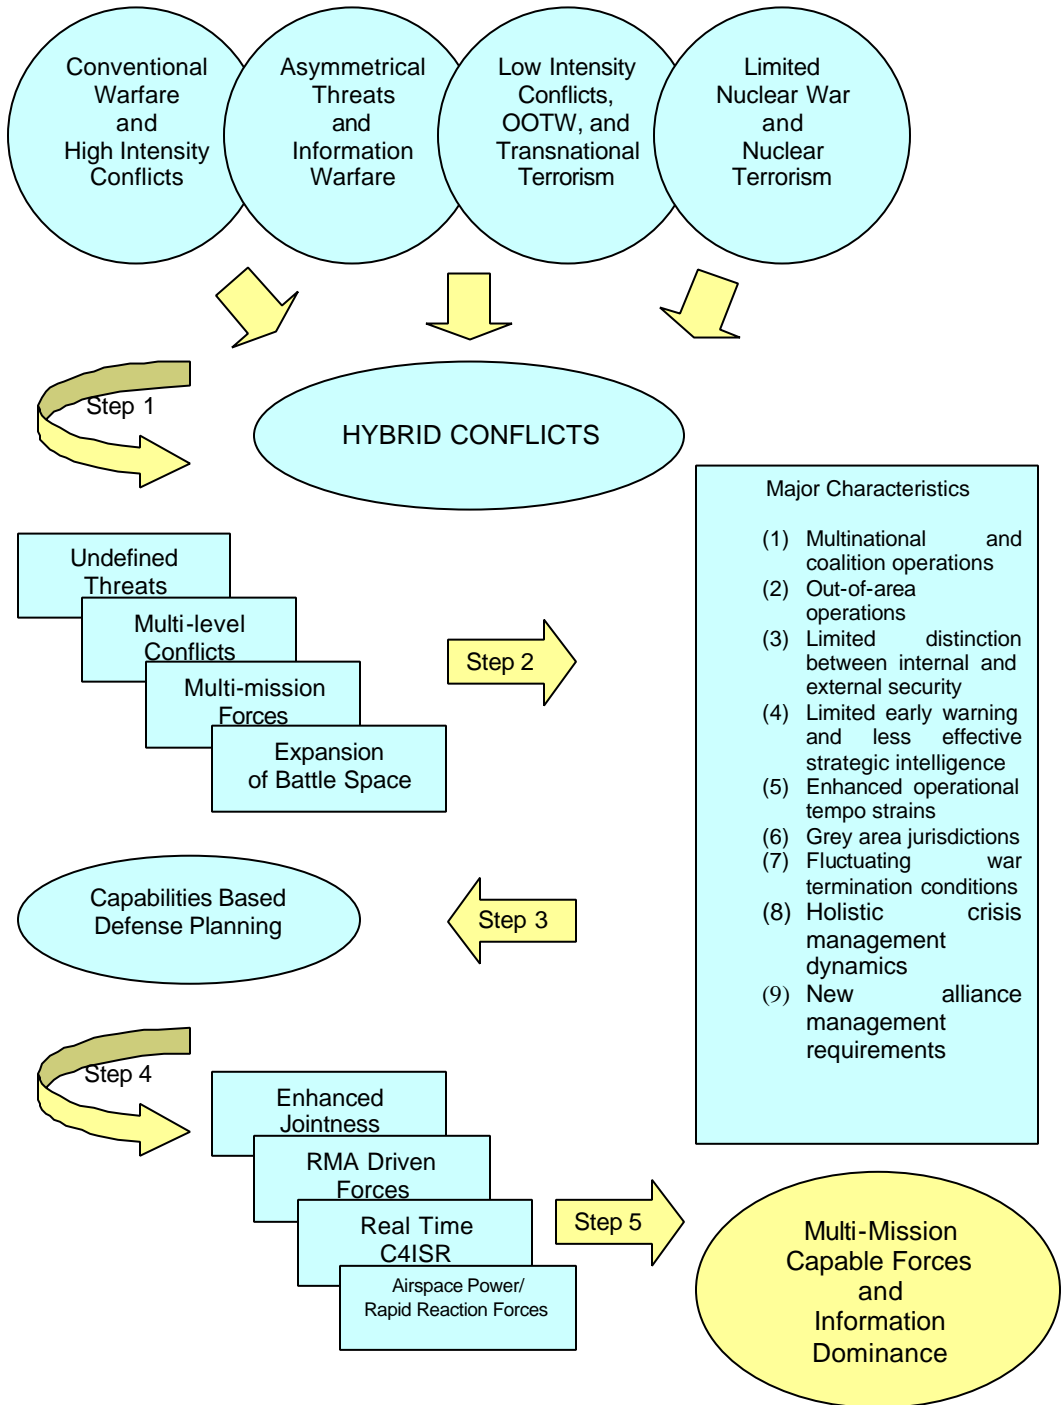 Conventional
Warfare
and
High Intensity
Conflicts
Asymmetrical
Threats
and
Information
Warfare
Low Intensity
Conflicts,
OOTW, and
Transnational
Terrorism
Limited
Nuclear War
and
Nuclear
Terrorism
Step 1
HYBRID CONFLICTS
Undefined
Threats
Multi-level
Conflicts
Multi-mission
Forces
Expansion
of Battle Space
Step 2
Major Characteristics
(1) Multinational and
coalition operations
(2) Out-of-area
operations
(3) Limited distinction
between internal and
external security
(4) Limited early warning
and less effective
strategic intelligence
(5) Enhanced operational
tempo strains
(6) Grey area jurisdictions
(7) Fluctuating war
termination conditions
(8) Holistic crisis
management
dynamics
(9) New alliance
management
requirements
Step 3
Capabilities Based
Defense Planning
Step 4
Enhanced
Jointness
RMA Driven
Forces
Real Time
C4ISR
Airspace Power/
Rapid Reaction Forces
Step 5
Multi-Mission
Capable Forces
and
Information
Dominance